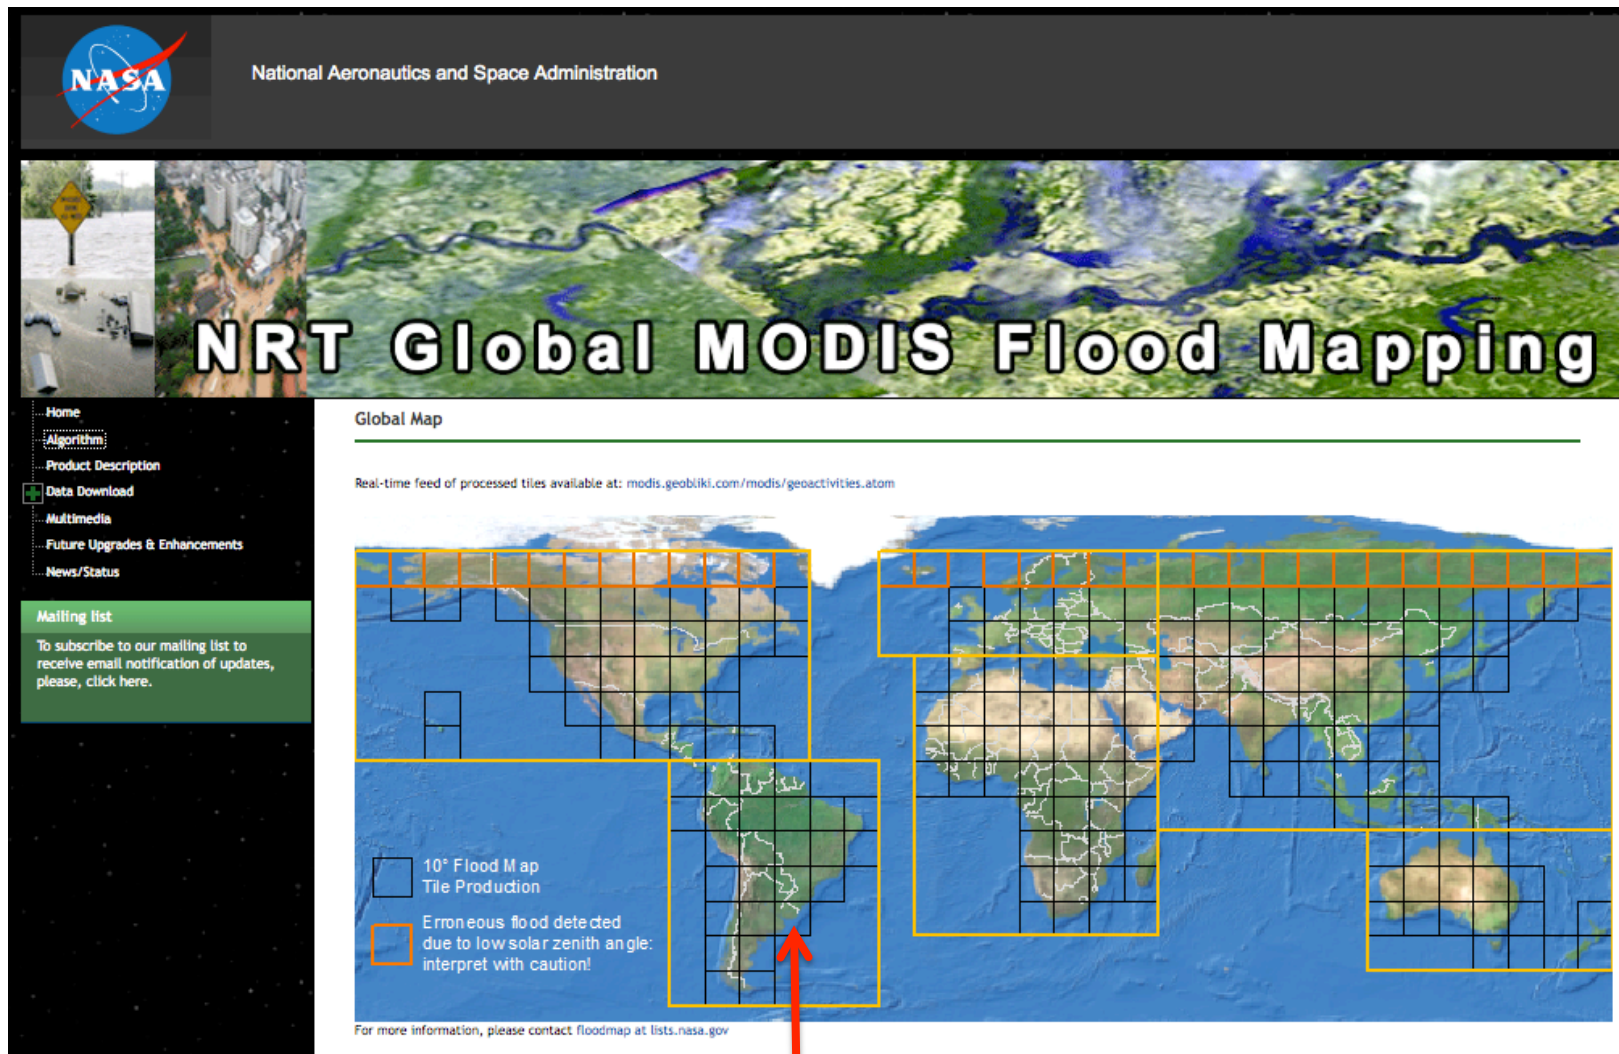 NASA
National Aeronautics and Space Administration
NRT Global MODIS Flood Mapping
Home
Algorithm
Product Description
Data Download
Multimedia
Future Upgrades & Enhancements
News/Status
Mailing list
To subscribe to our mailing list to
receive email notification of updates,
please, click here.
Global Map
Real-time feed of processed tiles available at: modis.geobliki.com/modis/geoactivities.atom
10° Flood Map
Tile Production
Erroneous flood detected
due to low solar zenith angle:
interpret with caution!
For more information, please contact floodmap at lists.nasa.gov